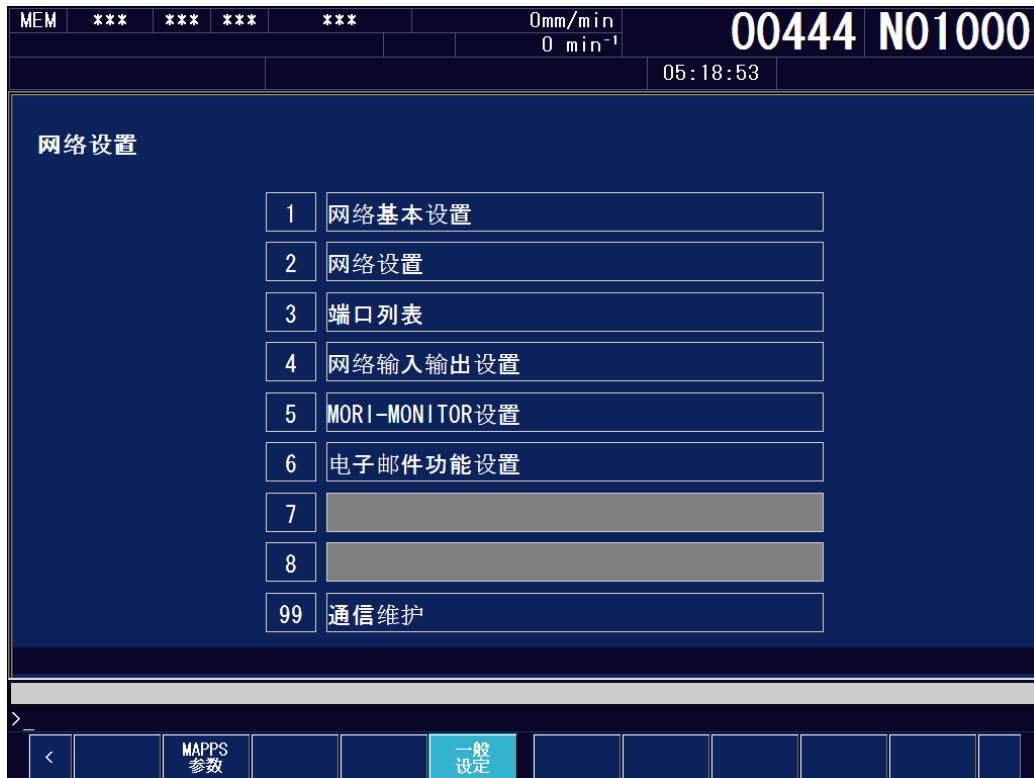 MEM *** *** *** *** 0mm/min 00444 N01000
0 min⁻¹
05:18:53
网络设置
1 网络基本设置
2 网络设置
3 端口列表
4 网络输入输出设置
5 MORI-MONITOR设置
6 电子邮件功能设置
7
8
99 通信维护
>_
< MAPPS 一般
参数 设定